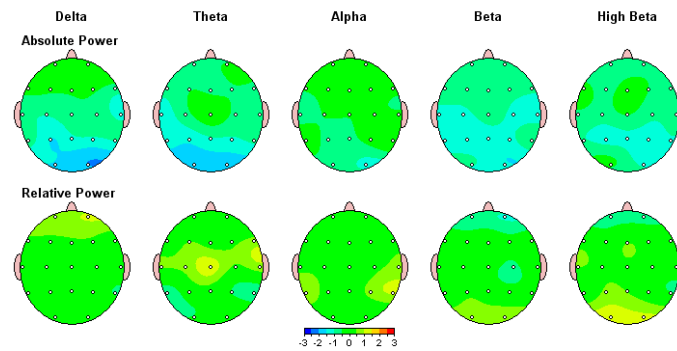 Delta Theta Alpha Beta High Beta
Absolute Power
Relative Power
-3 -2 -1 0 1 2 3